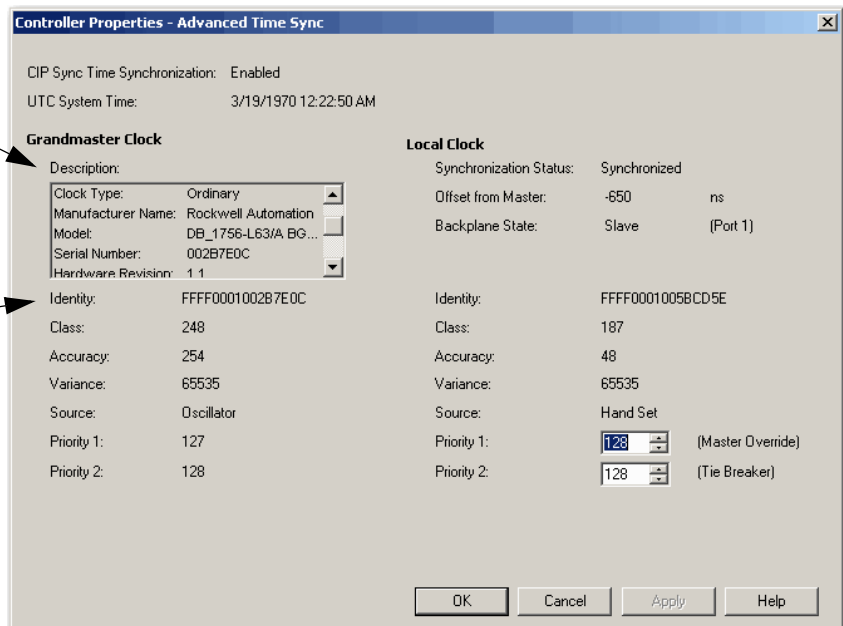 Controller Properties - Advanced Time Sync
CIP Sync Time Synchronization: Enabled
UTC System Time: 3/19/1970 12:22:50 AM
Grandmaster Clock
Description:
Clock Type: Ordinary
Manufacturer Name: Rockwell Automation
Model: DB_1756-L63/A BG...
Serial Number: 002B7E0C
Hardware Revision: 1.1
Identity: FFFF0001002B7E0C
Class: 248
Accuracy: 254
Variance: 65535
Source: Oscillator
Priority 1: 127
Priority 2: 128
Local Clock
Synchronization Status: Synchronized
Offset from Master: -650 ns
Backplane State: Slave (Port 1)
Identity: FFFF0001005BCD5E
Class: 187
Accuracy: 48
Variance: 65535
Source: Hand Set
Priority 1: 128 (Master Override)
Priority 2: 128 (Tie Breaker)
OK Cancel Apply Help